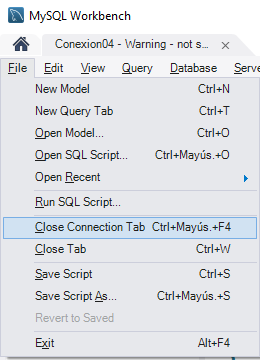 MySQL Workbench
Conexion04 - Warning - not s...
File Edit View Query Database Serve
New Model Ctrl+N
New Query Tab Ctrl+T
Open Model... Ctrl+O
Open SQL Script... Ctrl+Mayús.+O
Open Recent
Run SQL Script...
Close Connection Tab Ctrl+Mayús.+F4
Close Tab Ctrl+W
Save Script Ctrl+S
Save Script As... Ctrl+Mayús.+S
Revert to Saved
Exit Alt+F4